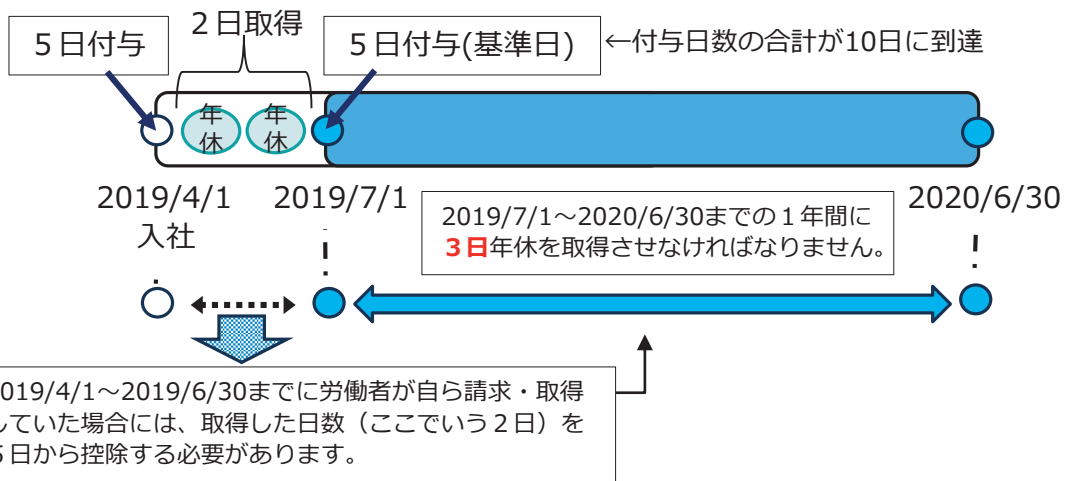 ２日取得
５日付与
５日付与(基準日)
←付与日数の合計が10日に到達
年休
年休
2019/4/1
入社
2019/7/1
2020/6/30
2019/7/1～2020/6/30までの１年間に
３日年休を取得させなければなりません。
019/4/1～2019/6/30までに労働者が自ら請求・取得
していた場合には、取得した日数（ここでいう２日）を
５日から控除する必要があります。